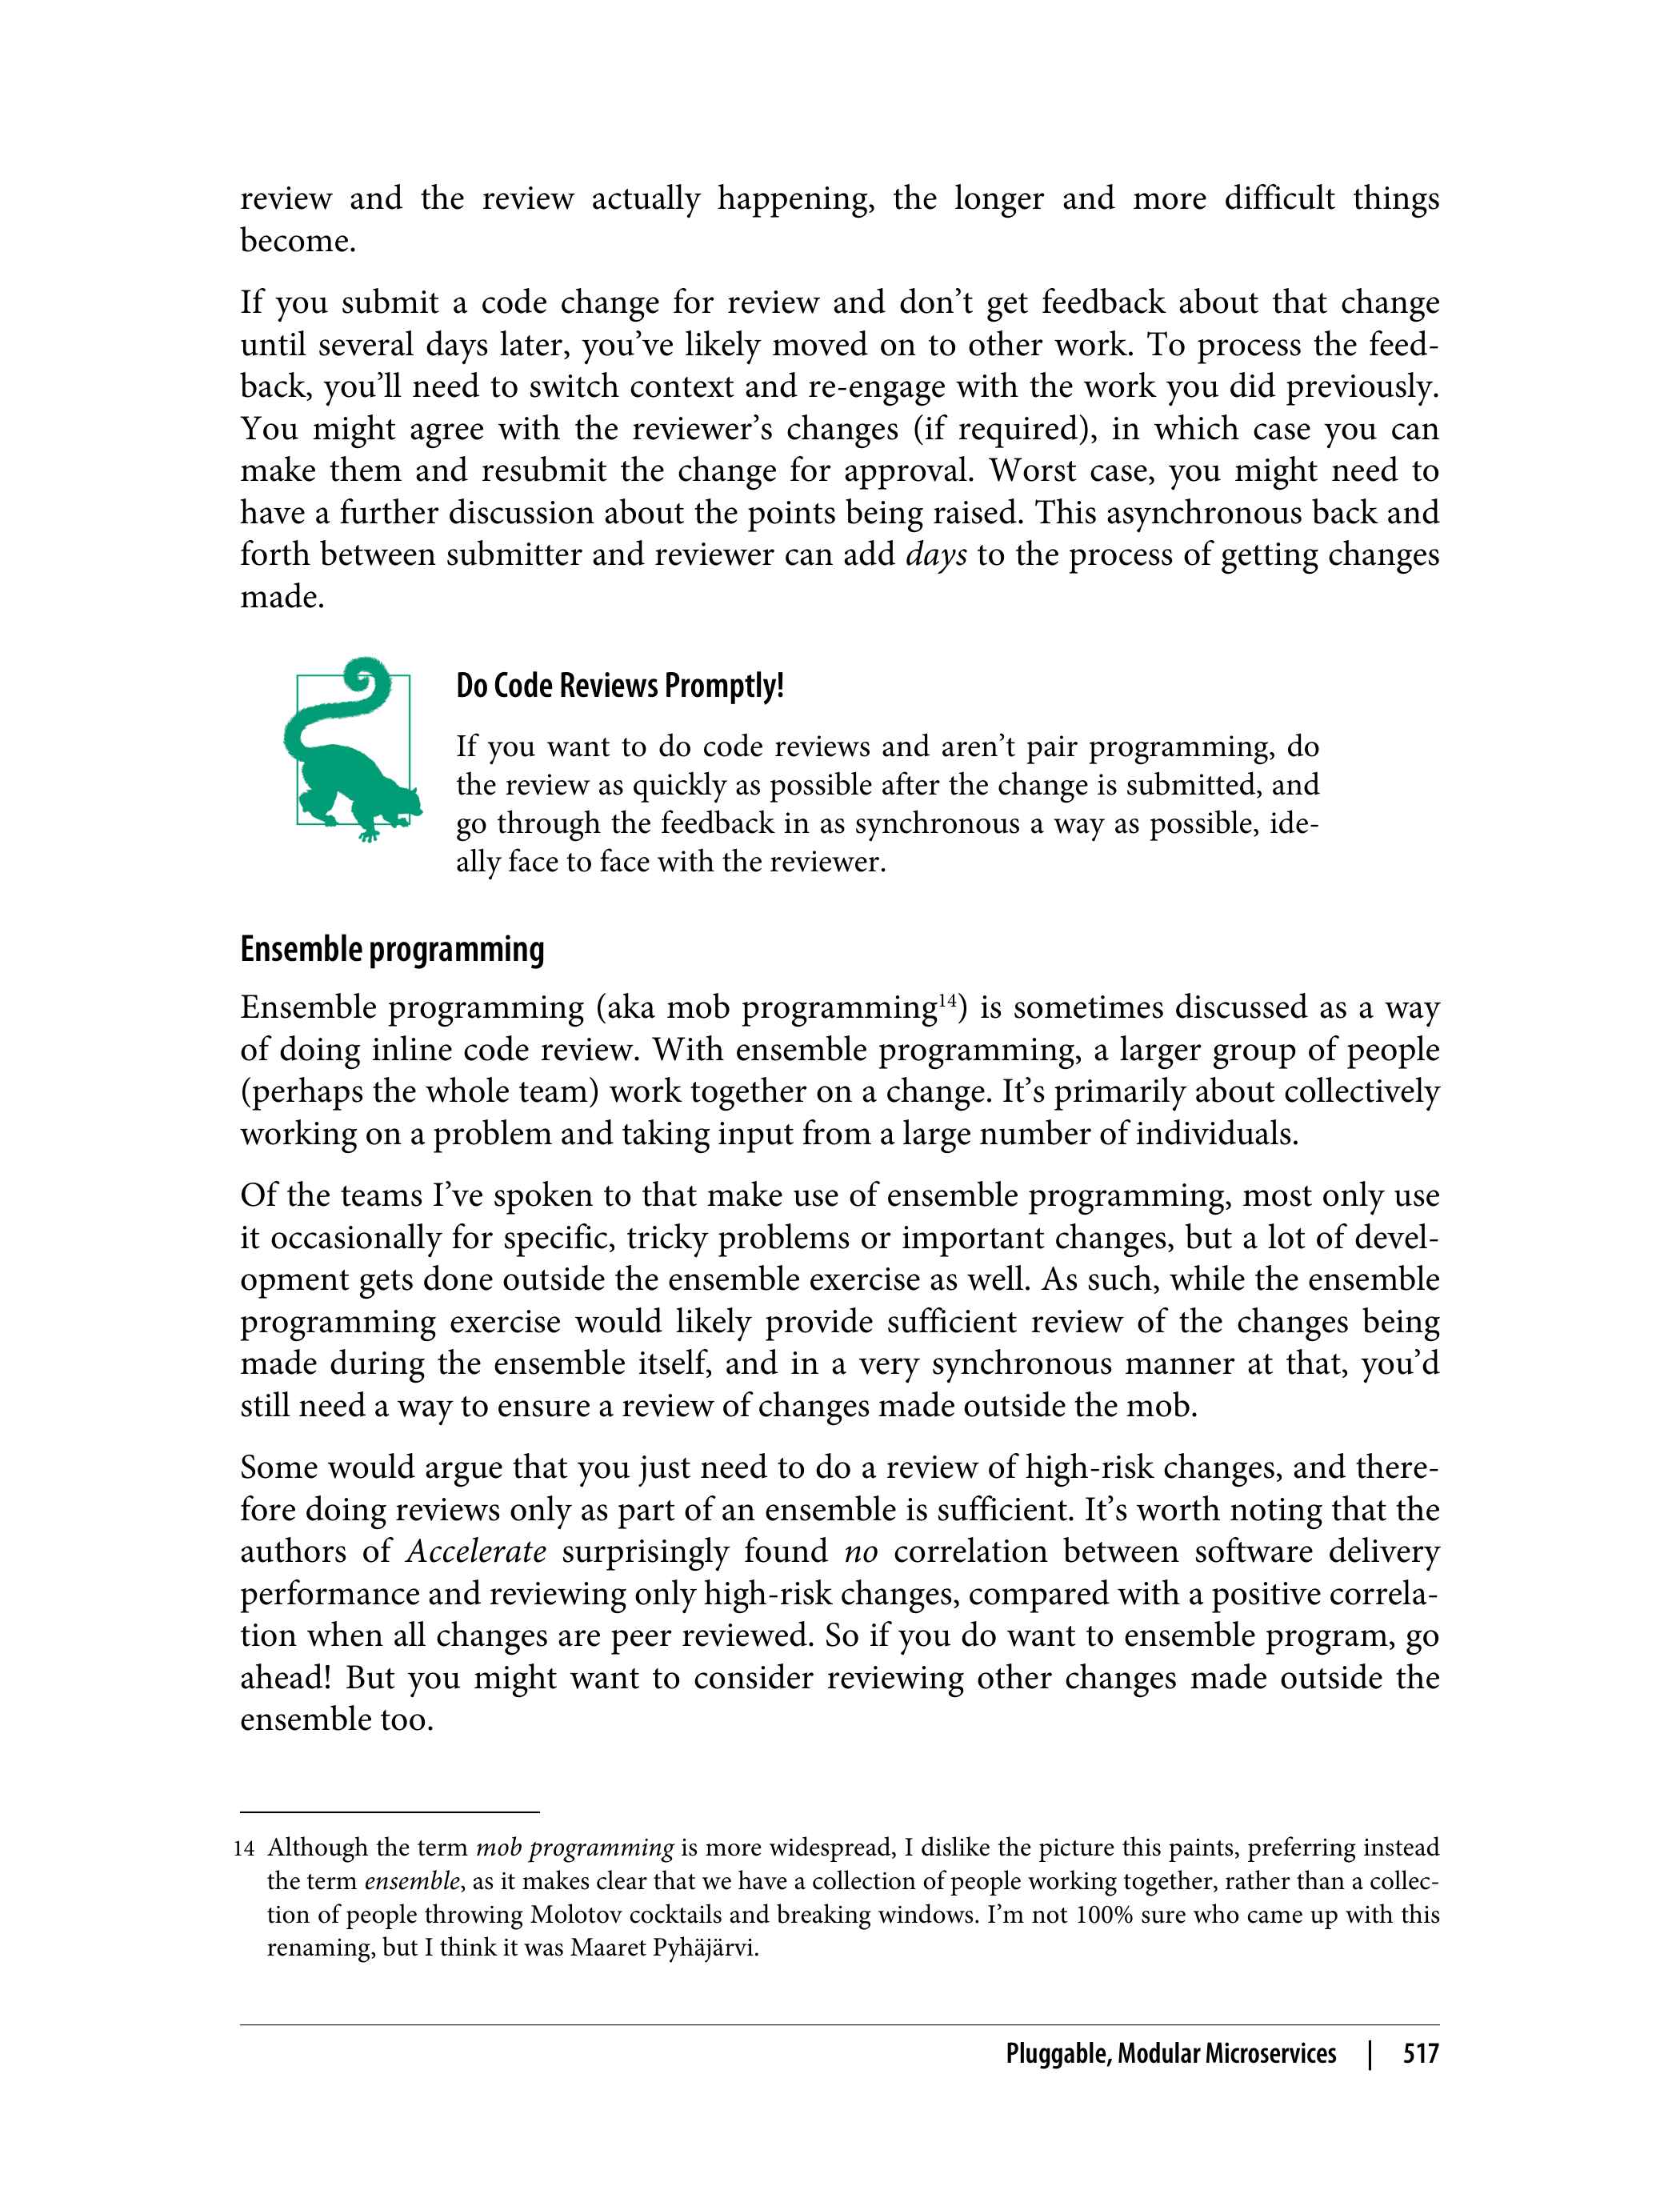 review and the review actually happening, the longer and more difficult things
become.
If you submit a code change for review and don’t get feedback about that change
until several days later, you’ve likely moved on to other work. To process the feed-
back, you’ll need to switch context and re-engage with the work you did previously.
You might agree with the reviewer’s changes (if required), in which case you can
make them and resubmit the change for approval. Worst case, you might need to
have a further discussion about the points being raised. This asynchronous back and
forth between submitter and reviewer can add days to the process of getting changes
made.
Do Code Reviews Promptly!
If you want to do code reviews and aren’t pair programming, do
the review as quickly as possible after the change is submitted, and
go through the feedback in as synchronous a way as possible, ide-
ally face to face with the reviewer.
Ensemble programming
Ensemble programming (aka mob programming14) is sometimes discussed as a way
of doing inline code review. With ensemble programming, a larger group of people
(perhaps the whole team) work together on a change. It’s primarily about collectively
working on a problem and taking input from a large number of individuals.
Of the teams I’ve spoken to that make use of ensemble programming, most only use
it occasionally for specific, tricky problems or important changes, but a lot of devel-
opment gets done outside the ensemble exercise as well. As such, while the ensemble
programming exercise would likely provide sufficient review of the changes being
made during the ensemble itself, and in a very synchronous manner at that, you’d
still need a way to ensure a review of changes made outside the mob.
Some would argue that you just need to do a review of high-risk changes, and there-
fore doing reviews only as part of an ensemble is sufficient. It’s worth noting that the
authors of Accelerate surprisingly found no correlation between software delivery
performance and reviewing only high-risk changes, compared with a positive correla-
tion when all changes are peer reviewed. So if you do want to ensemble program, go
ahead! But you might want to consider reviewing other changes made outside the
ensemble too.
14 Although the term mob programming is more widespread, I dislike the picture this paints, preferring instead
the term ensemble, as it makes clear that we have a collection of people working together, rather than a collec-
tion of people throwing Molotov cocktails and breaking windows. I’m not 100% sure who came up with this
renaming, but I think it was Maaret Pyhäjärvi.
Pluggable, Modular Microservices | 517